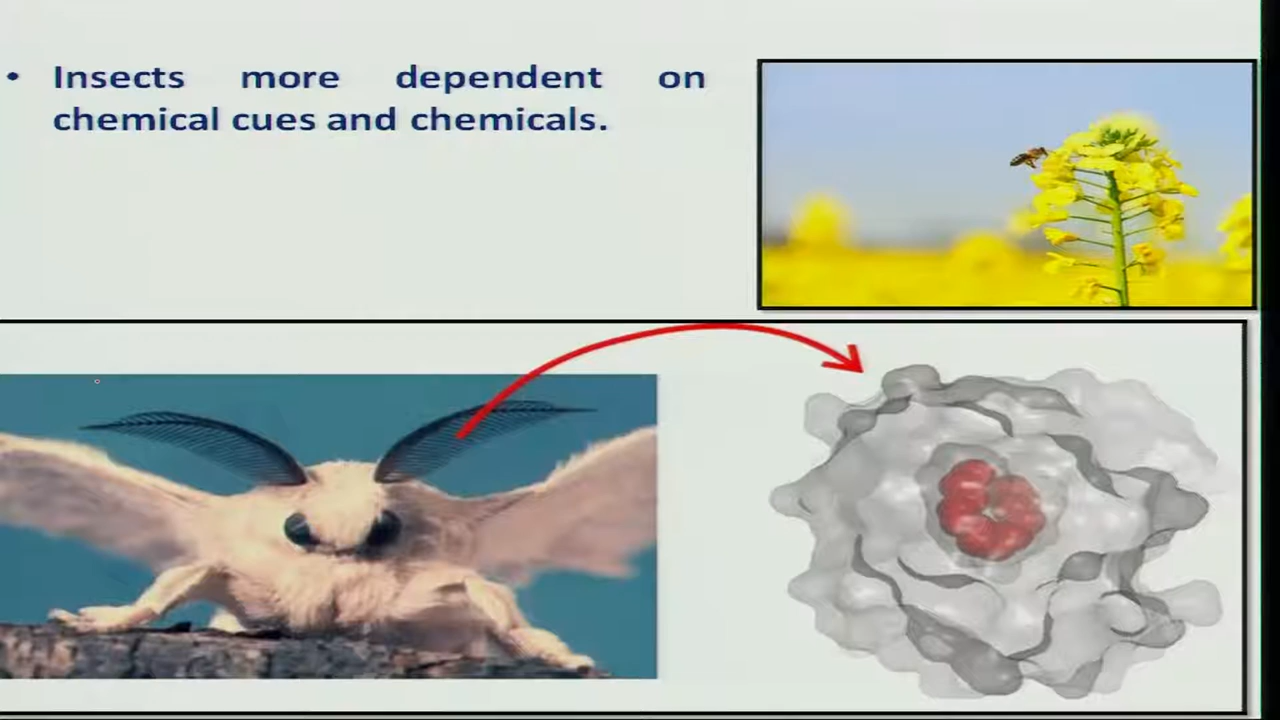 • Insects more dependent on
chemical cues and chemicals.